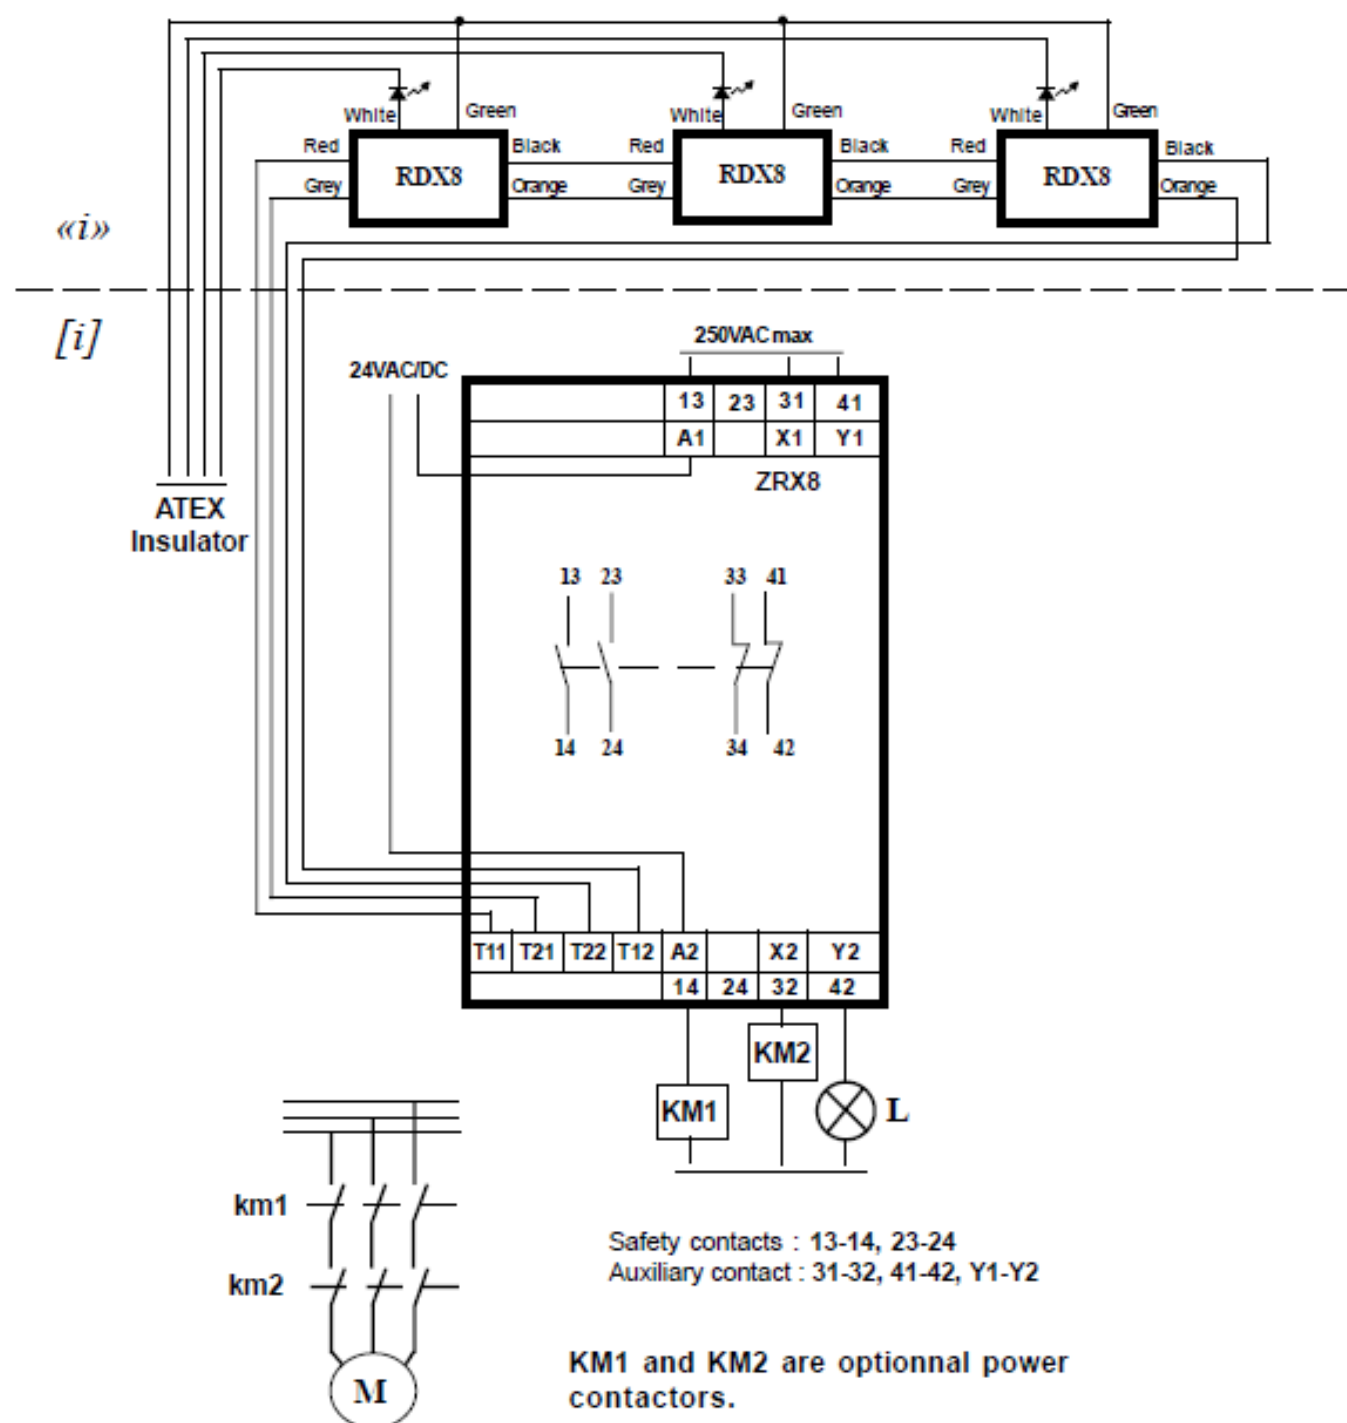 White
Green
White
Green
White
Green
Red
Black
Red
Black
Red
Black
RDX8
RDX8
RDX8
Grey
Orange
Grey
Orange
Grey
Orange
«i»
[i]
250VAC max
24VAC/DC
13 23 31 41
A1 X1 Y1
ZRX8
ATEX
Insulator
13 23 33 41
14 24 34 42
T11 T21 T22 T12 A2 X2 Y2
14 24 32 42
KM2
KM1
L
km1
km2
M
Safety contacts : 13-14, 23-24
Auxiliary contact : 31-32, 41-42, Y1-Y2
KM1 and KM2 are optionnal power
contactors.